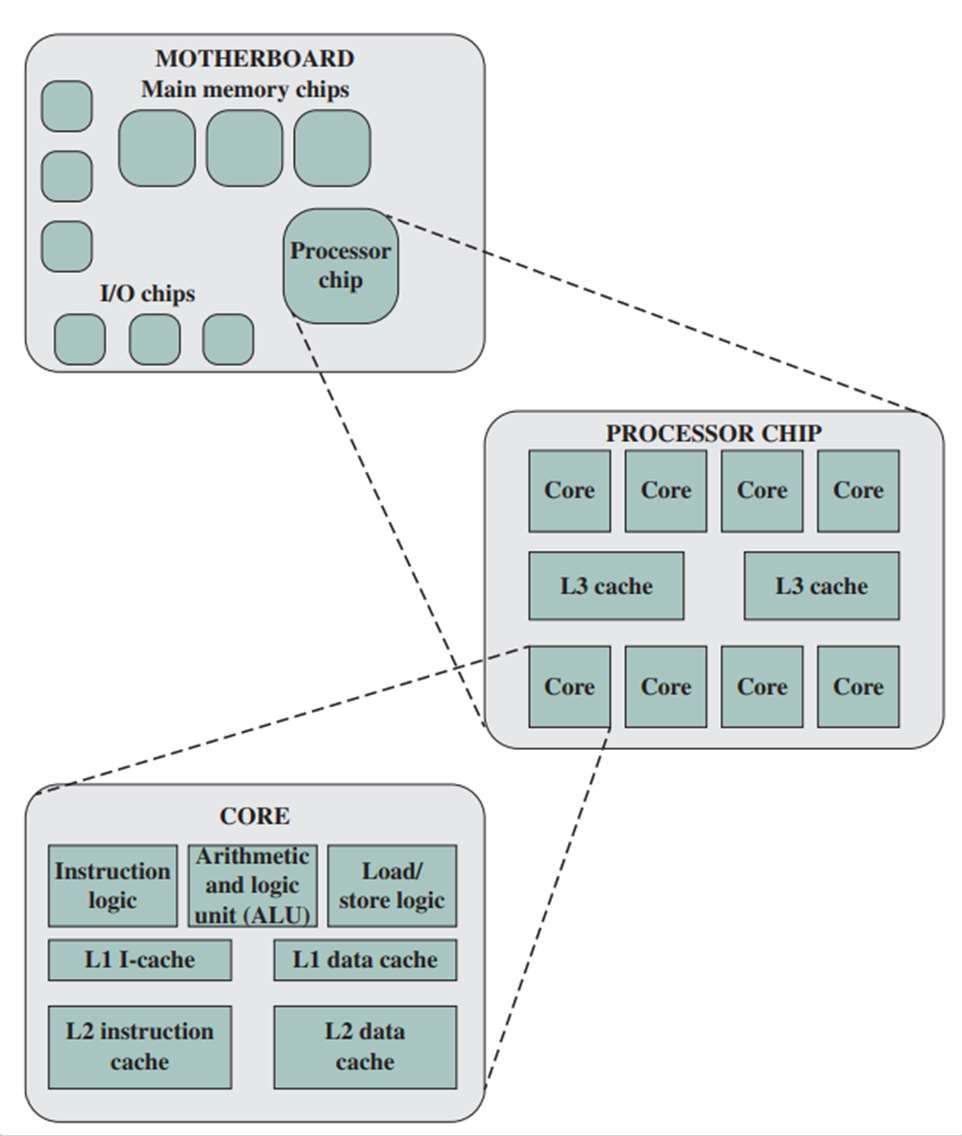 MOTHERBOARD
Main memory chips
Processor
chip
I/O chips
PROCESSOR CHIP
Core
Core
Core
Core
L3 cache
L3 cache
Core
Core
Core
Core
CORE
Instruction
logic
Arithmetic
and logic
unit (ALU)
Load/
store logic
L1 I-cache
L1 data cache
L2 instruction
cache
L2 data
cache